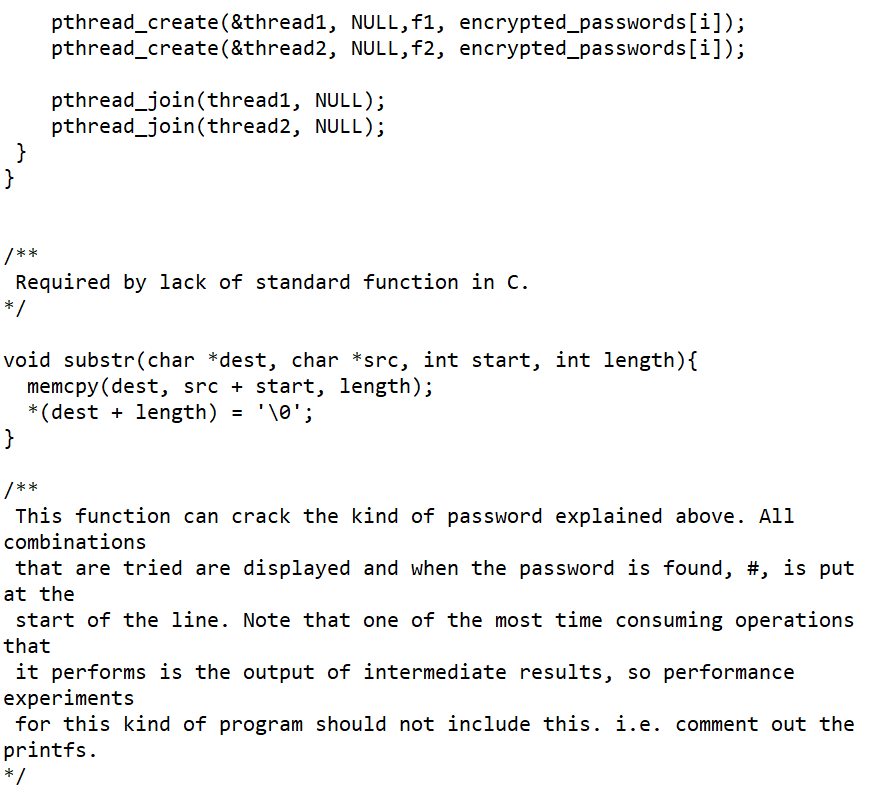 pthread_create(&thread1, NULL,f1, encrypted_passwords[i]);
    pthread_create(&thread2, NULL,f2, encrypted_passwords[i]);

    pthread_join(thread1, NULL);
    pthread_join(thread2, NULL);
 }
}


/**
 Required by lack of standard function in C.
*/

void substr(char *dest, char *src, int start, int length){
  memcpy(dest, src + start, length);
  *(dest + length) = '\0';
}

/**
 This function can crack the kind of password explained above. All
combinations
 that are tried are displayed and when the password is found, #, is put
at the
 start of the line. Note that one of the most time consuming operations
that
 it performs is the output of intermediate results, so performance
experiments
 for this kind of program should not include this. i.e. comment out the
printfs.
*/